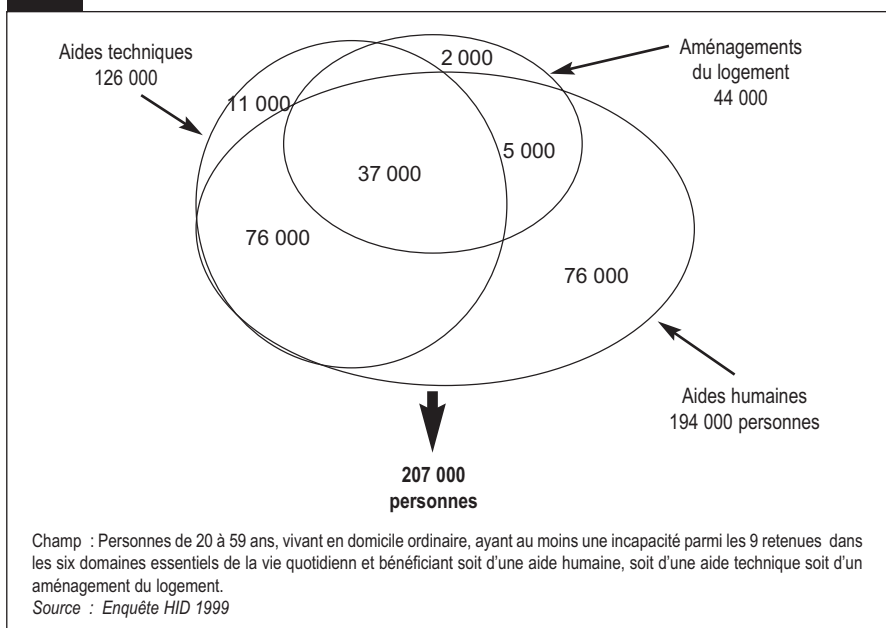 Aides techniques
126 000
2 000
Aménagements
du logement
44 000
11 000
5 000
37 000
76 000
76 000
Aides humaines
194 000 personnes
207 000
personnes
Champ : Personnes de 20 à 59 ans, vivant en domicile ordinaire, ayant au moins une incapacité parmi les 9 retenues dans
les six domaines essentiels de la vie quotidienn et bénéficiant soit d'une aide humaine, soit d'une aide technique soit d'un
aménagement du logement.
Source : Enquête HID 1999